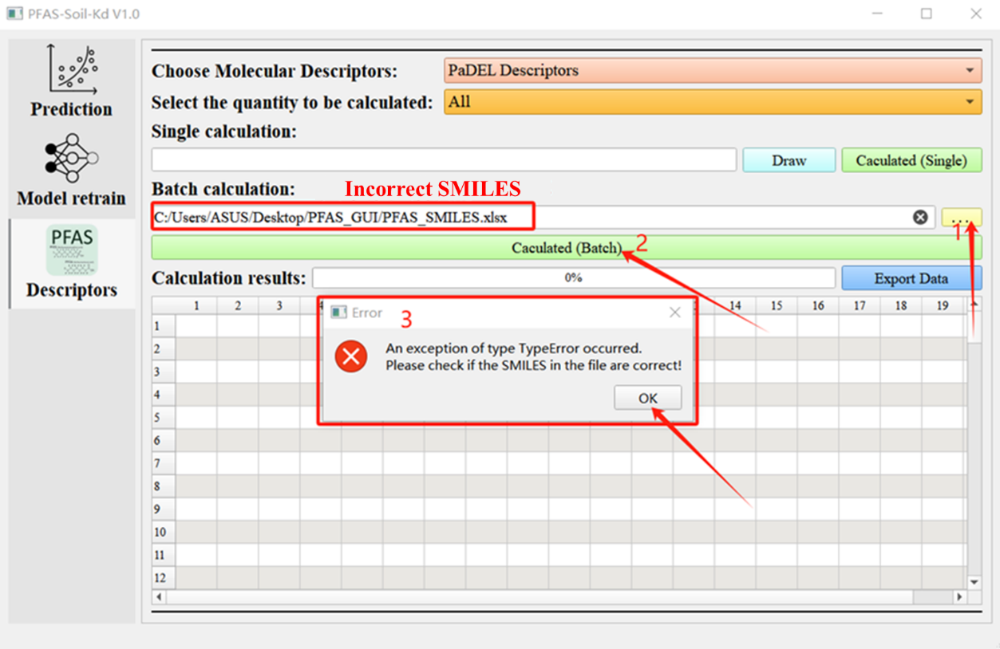 PFAS-Soil-Kd V1.0
Prediction
Model retrain
PFAS
Descriptors
Choose Molecular Descriptors:
PaDEL Descriptors
Select the quantity to be calculated:
All
Single calculation:
Draw
Caculated (Single)
Batch calculation:
Incorrect SMILES
C:/Users/ASUS/Desktop/PFAS_GUI/PFAS_SMILES.xlsx
...
1
Caculated (Batch)
2
Calculation results:
0%
Export Data
1 2 3 4 14 15 16 17 18 19
1
2
3
4
5
6
7
8
9
10
11
12
Error
3
An exception of type TypeError occurred.
Please check if the SMILES in the file are correct!
OK